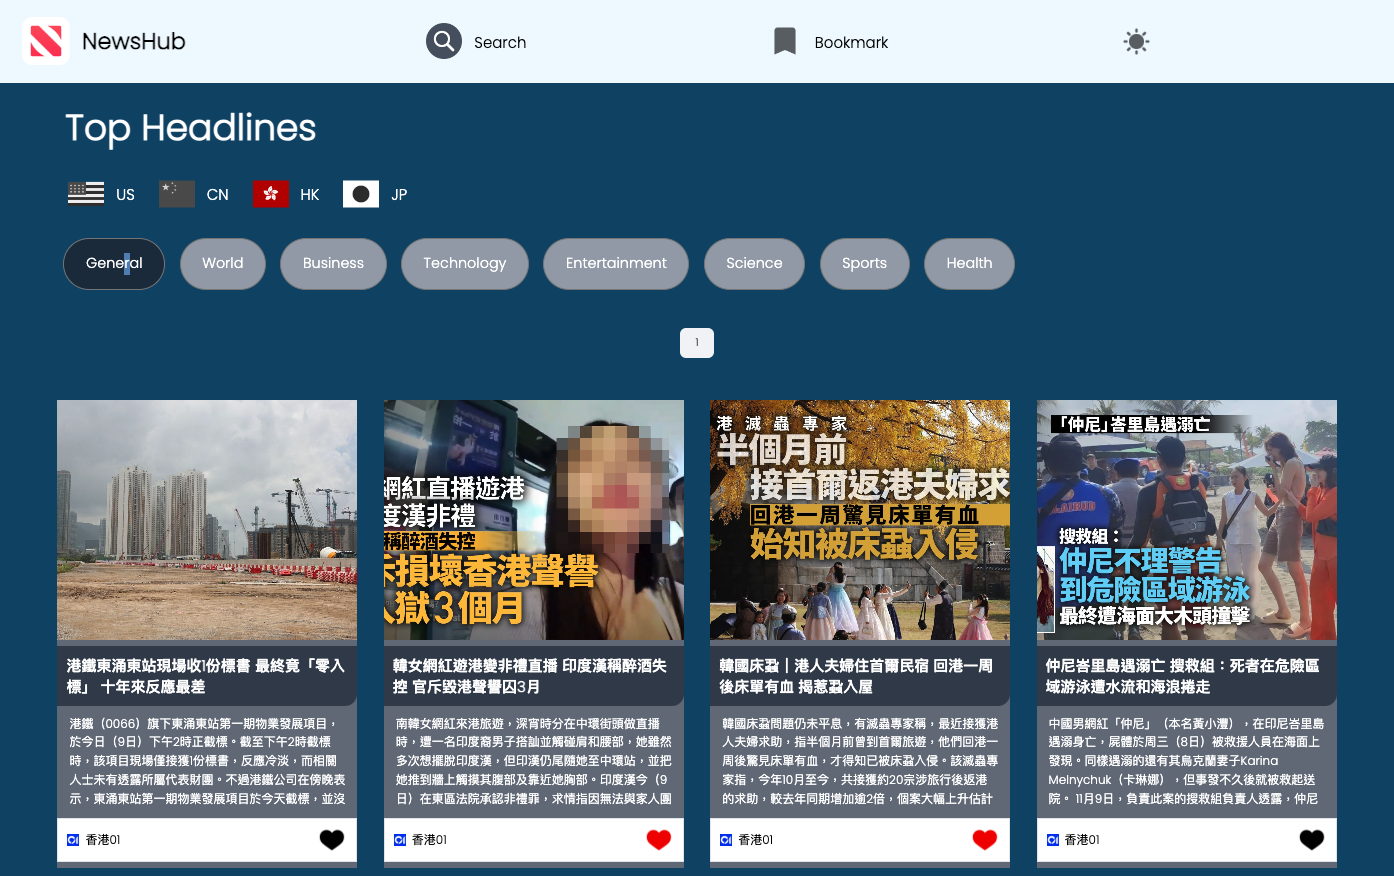 NewsHub
Search
Bookmark
Top Headlines
US
CN
HK
JP
General
World
Business
Technology
Entertainment
Science
Sports
Health
1
網紅直播遊港
度漢非禮
稱醉酒失控
損壞香港聲譽
獄3個月
港滅蟲專家
半個月前
接首爾返港夫婦求
回港一周驚見床單有血
始知被床蝨入侵
「仲尼」峇里島遇溺亡
搜救組：
仲尼不理警告
到危險區域游泳
最終遭海面大木頭撞擊
港鐵東涌東站現場收1份標書 最終竟「零入
標」 十年來反應最差
港鐵（0066）旗下東涌東站第一期物業發展項目，
於今日（9日）下午2時正截標。截至下午2時截標
時，該項目現場僅接獲1份標書，反應冷淡，而相關
人士未有透露所屬代表財團。不過港鐵公司在傍晚表
示，東涌東站第一期物業發展項目於今天截標，並沒
香港01
韓女網紅遊港變非禮直播 印度漢稱醉酒失
控 官斥毀港聲譽囚3月
南韓女網紅來港旅遊，深宵時分在中環街頭做直播
時，遭一名印度裔男子搭訕並觸碰肩和腰部，她雖然
多次想擺脫印度漢，但印漢仍尾隨她至中環站，並把
她推到牆上觸摸其腹部及靠近她胸部。印度漢今（9
日）在東區法院承認非禮罪，求情指因無法與家人團
香港01
韓國床蝨｜港人夫婦住首爾民宿 回港一周
後床單有血 揭惹蝨入屋
韓國床蝨問題仍未平息，有滅蟲專家稱，最近接獲港
人夫婦求助，指半個月前曾到首爾旅遊，他們回港一
周後驚見床單有血，才得知已被床蝨入侵。該滅蟲專
家指，今年10月至今，共接獲約20宗涉旅行後返港
的求助，較去年同期增加逾2倍，個案大幅上升估計
香港01
仲尼峇里島遇溺亡 搜救組：死者在危險區
域游泳遭水流和海浪捲走
中國男網紅「仲尼」（本名黃小灃），在印尼峇里島
遇溺身亡，屍體於周三（8日）被救援人員在海面上
發現。同樣遇溺的還有其烏克蘭妻子Karina
Melnychuk（卡琳娜），但事發不久後就被救起送
院。 11月9日，負責此案的搜救組負責人透露，仲尼
香港01